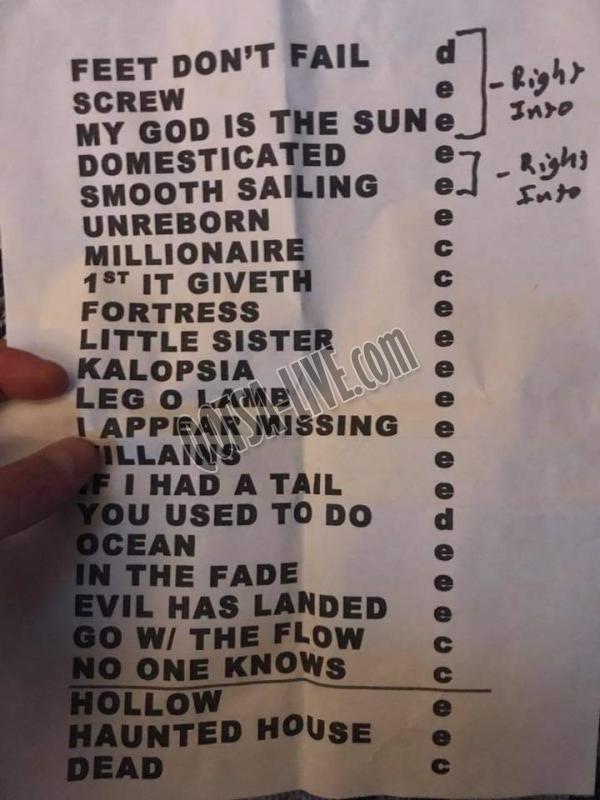 FEET DON'T FAIL d
SCREW e - Right
MY GOD IS THE SUN e Into
DOMESTICATED e - Right
SMOOTH SAILING e Into
UNREBORN e
MILLIONAIRE c
1ST IT GIVETH c
FORTRESS e
LITTLE SISTER e
KALOPSIA e
LEG O LAMB e
I APPEAR MISSING e
VILLAINS e
IF I HAD A TAIL e
YOU USED TO DO d
OCEAN e
IN THE FADE e
EVIL HAS LANDED e
GO W/ THE FLOW c
NO ONE KNOWS c
HOLLOW e
HAUNTED HOUSE e
DEAD c
QOTSA-LIVE.com